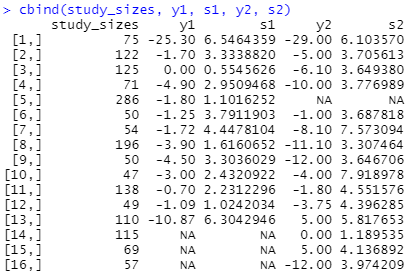 > cbind(study_sizes, y1, s1, y2, s2)
study_sizes y1 s1 y2 s2
[1,] 75 -25.30 6.5464359 -29.00 6.103570
[2,] 122 -1.70 3.3338820 -5.00 3.705613
[3,] 125 0.00 0.5545626 -6.10 3.649380
[4,] 71 -4.90 2.9509468 -10.00 3.776989
[5,] 286 -1.80 1.1016252 NA NA
[6,] 50 -1.25 3.7911903 -1.00 3.687818
[7,] 54 -1.72 4.4478104 -8.10 7.573094
[8,] 196 -3.90 1.6160652 -11.10 3.307464
[9,] 50 -4.50 3.3036029 -12.00 3.646706
[10,] 47 -3.00 2.4320922 -4.00 7.918978
[11,] 138 -0.70 2.2312296 -1.80 4.551576
[12,] 49 -1.09 1.0242034 -3.75 4.396285
[13,] 110 -10.87 6.3042946 5.00 5.817653
[14,] 115 NA NA 0.00 1.189535
[15,] 69 NA NA 5.00 4.136892
[16,] 57 NA NA -12.00 3.974209